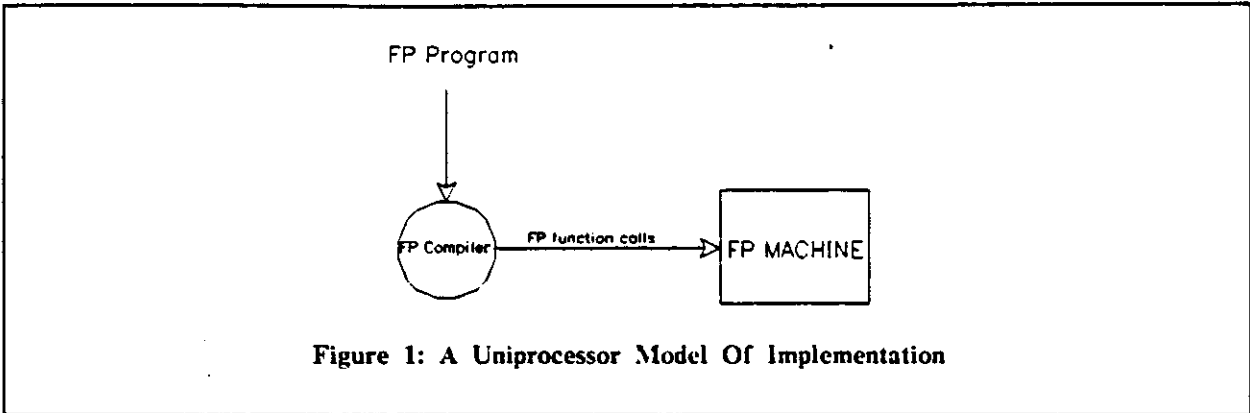 FP Program
FP Compiler
FP function calls
FP MACHINE
Figure 1: A Uniprocessor Model Of Implementation